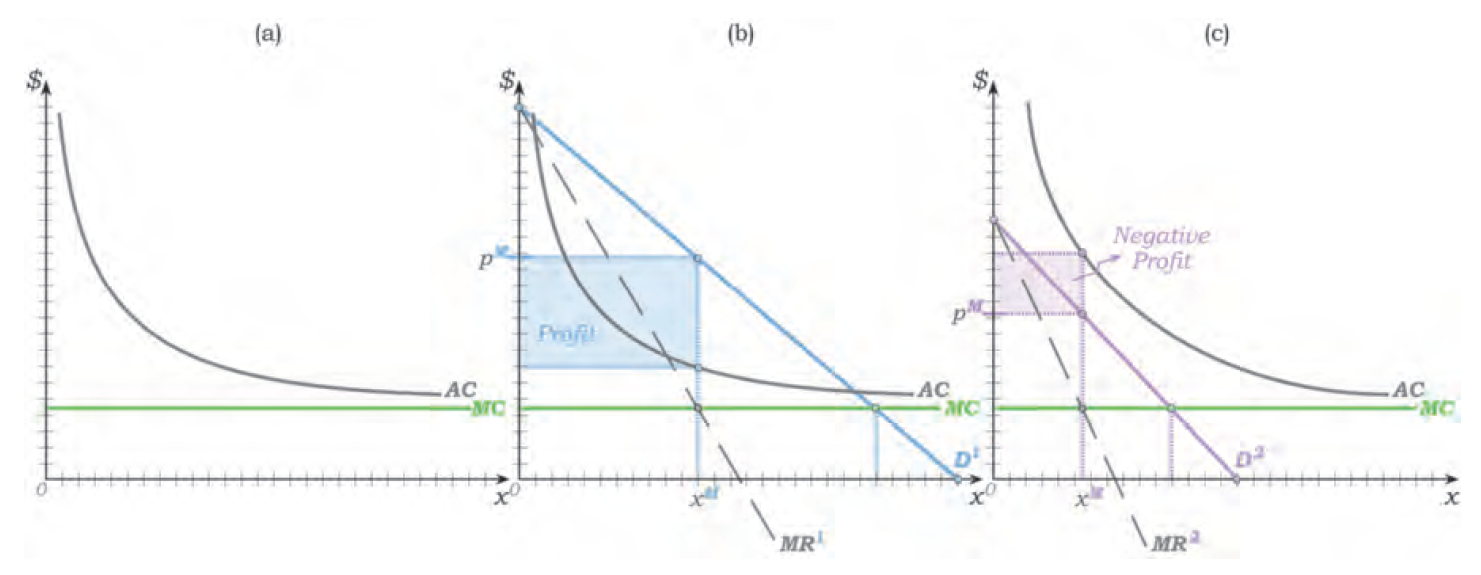 (a)
(b)
(c)
$
$
$
Negative
Profit
p^M
p^M
Profit
AC
AC
AC
MC
MC
MC
D^1
D^2
0
x
0
x^M
x
0
x^M
x
MR^1
MR^2